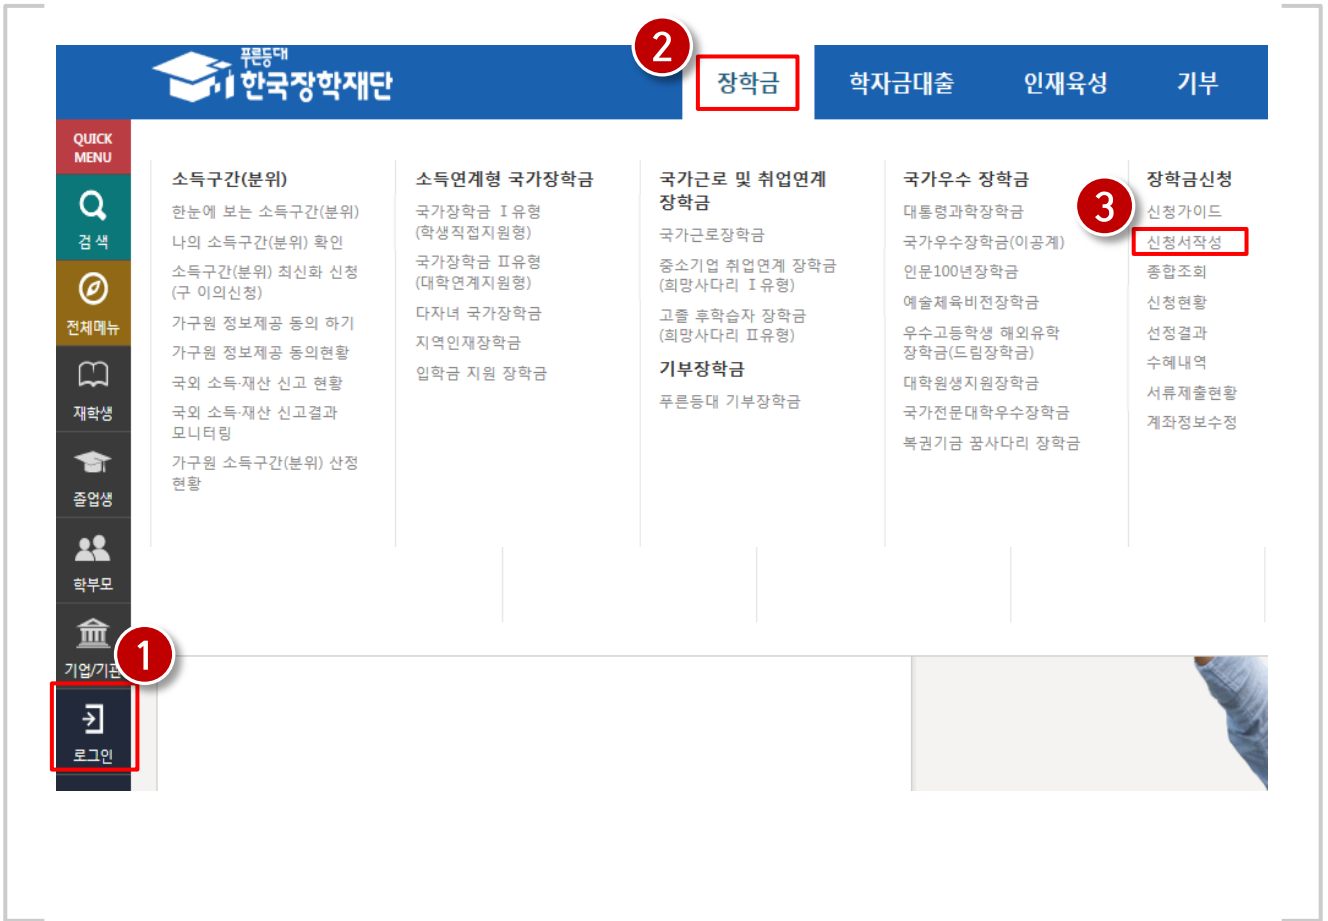 푸른등대
한국장학재단
2
장학금
학자금대출
인재육성
기부
QUICK
MENU
검색
전체메뉴
재학생
졸업생
학부모
기업/기관
1
로그인
소득구간(분위)
한눈에 보는 소득구간(분위)
나의 소득구간(분위) 확인
소득구간(분위) 최신화 신청
(구 이의신청)
가구원 정보제공 동의 하기
가구원 정보제공 동의현황
국외 소득·재산 신고 현황
국외 소득·재산 신고결과
모니터링
가구원 소득구간(분위) 산정
현황
소득연계형 국가장학금
국가장학금 Ⅰ유형
(학생직접지원형)
국가장학금 Ⅱ유형
(대학연계지원형)
다자녀 국가장학금
지역인재장학금
입학금 지원 장학금
국가근로 및 취업연계
장학금
국가근로장학금
중소기업 취업연계 장학금
(희망사다리 Ⅰ유형)
고졸 후학습자 장학금
(희망사다리 Ⅱ유형)
기부장학금
푸른등대 기부장학금
국가우수 장학금
대통령과학장학금
국가우수장학금(이공계)
인문100년장학금
예술체육비전장학금
우수고등학생 해외유학
장학금(드림장학금)
대학원생지원장학금
국가전문대학우수장학금
복권기금 꿈사다리 장학금
3
장학금신청
신청가이드
신청서작성
종합조회
신청현황
선정결과
수혜내역
서류제출현황
계좌정보수정